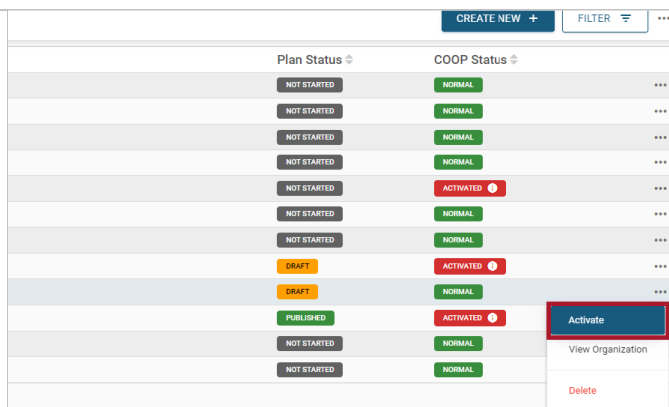 CREATE NEW +
FILTER
Plan Status
COOP Status
NOT STARTED NORMAL
NOT STARTED NORMAL
NOT STARTED NORMAL
NOT STARTED NORMAL
NOT STARTED ACTIVATED
NOT STARTED NORMAL
NOT STARTED NORMAL
DRAFT ACTIVATED
DRAFT NORMAL
PUBLISHED ACTIVATED
Activate
NOT STARTED NORMAL
View Organization
NOT STARTED NORMAL
Delete